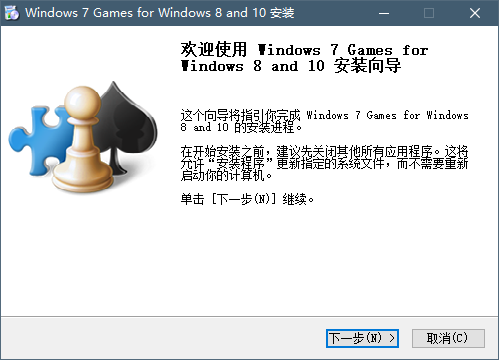 Windows 7 Games for Windows 8 and 10 安装
欢迎使用 Windows 7 Games for
Windows 8 and 10 安装向导
这个向导将指引你完成 Windows 7 Games for Windows
8 and 10 的安装进程。
在开始安装之前，建议先关闭其他所有应用程序。这将
允许“安装程序”更新指定的系统文件，而不需要重新
启动你的计算机。
单击 [下一步(N)] 继续。
下一步(N) >
取消(C)